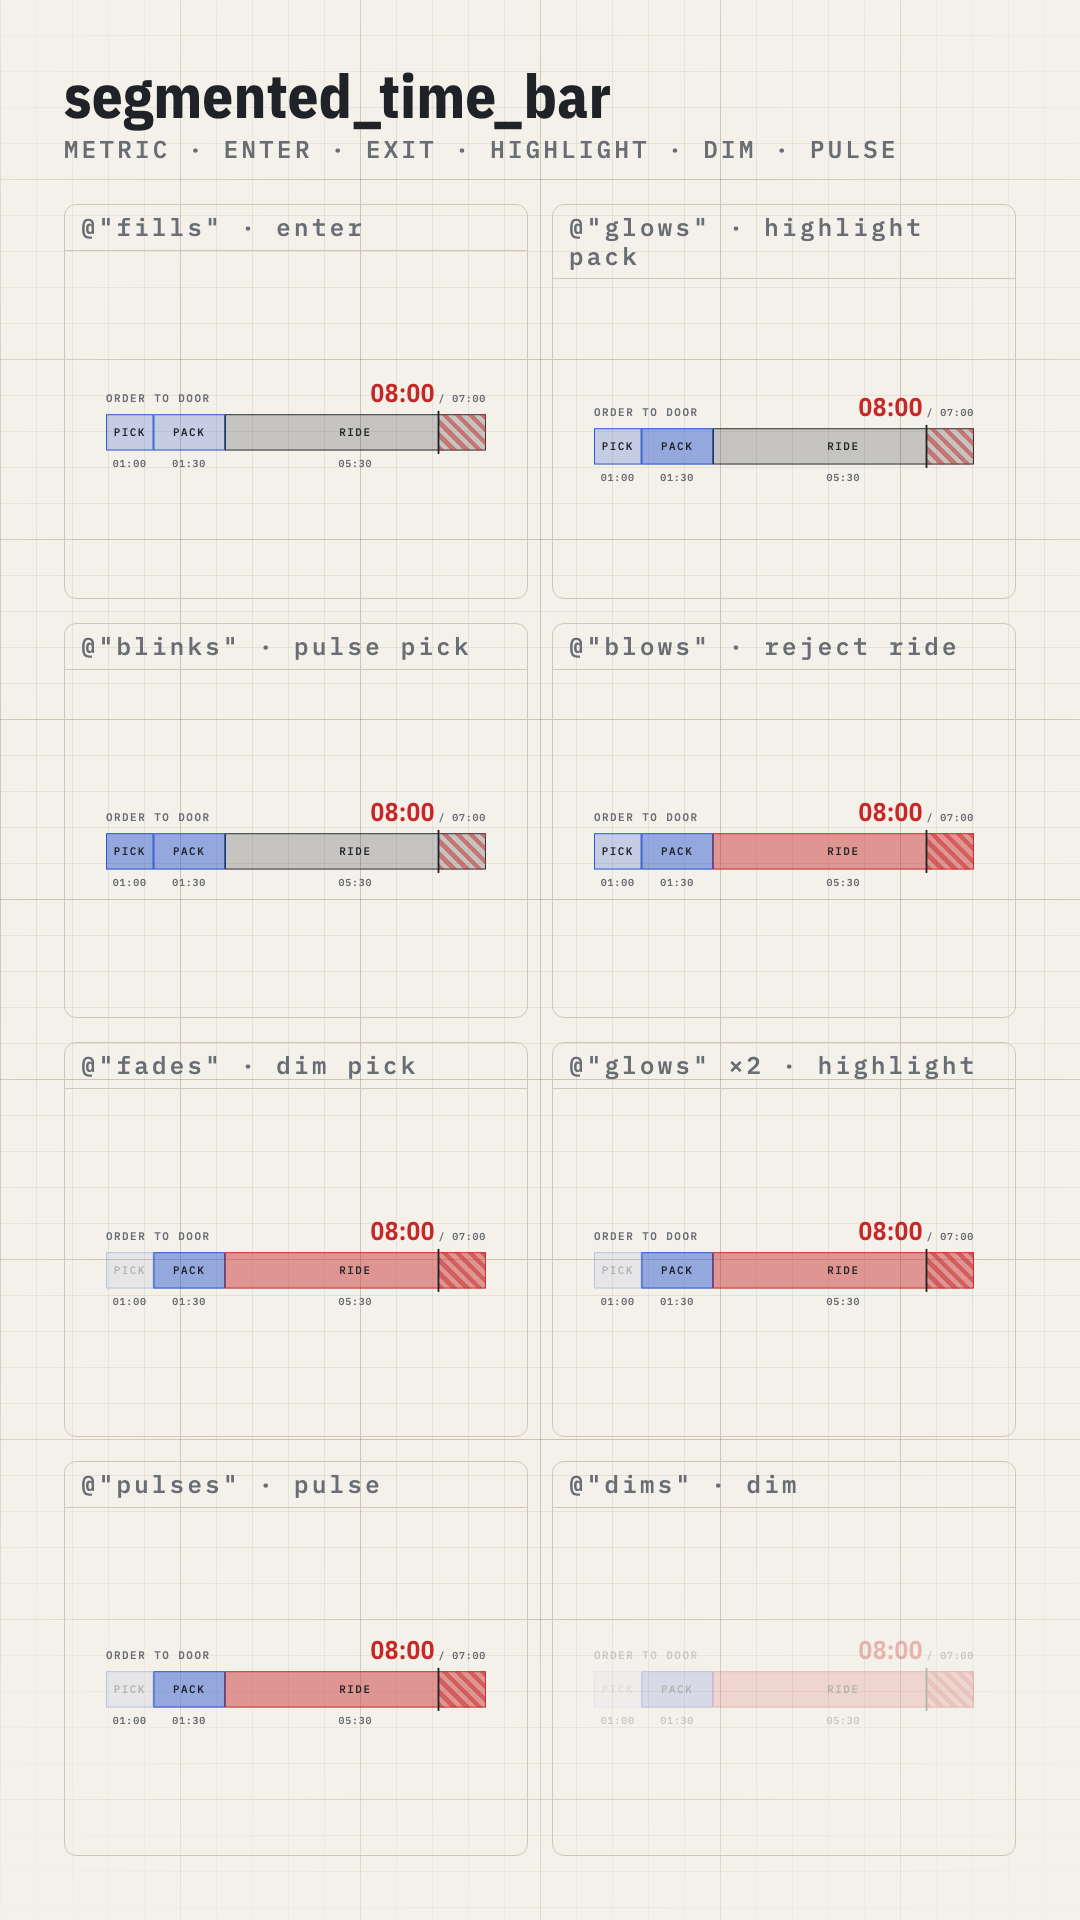 segmented_time_bar
METRIC · ENTER · EXIT · HIGHLIGHT · DIM · PULSE
@"fills" · enter
ORDER TO DOOR 08:00 / 07:00
PICK PACK RIDE
01:00 01:30 05:30
@"glows" · highlight
pack
ORDER TO DOOR 08:00 / 07:00
PICK PACK RIDE
01:00 01:30 05:30
@"blinks" · pulse pick
ORDER TO DOOR 08:00 / 07:00
PICK PACK RIDE
01:00 01:30 05:30
@"blows" · reject ride
ORDER TO DOOR 08:00 / 07:00
PICK PACK RIDE
01:00 01:30 05:30
@"fades" · dim pick
ORDER TO DOOR 08:00 / 07:00
PICK PACK RIDE
01:00 01:30 05:30
@"glows" ×2 · highlight
ORDER TO DOOR 08:00 / 07:00
PICK PACK RIDE
01:00 01:30 05:30
@"pulses" · pulse
ORDER TO DOOR 08:00 / 07:00
PICK PACK RIDE
01:00 01:30 05:30
@"dims" · dim
ORDER TO DOOR 08:00 / 07:00
PICK PACK RIDE
01:00 01:30 05:30